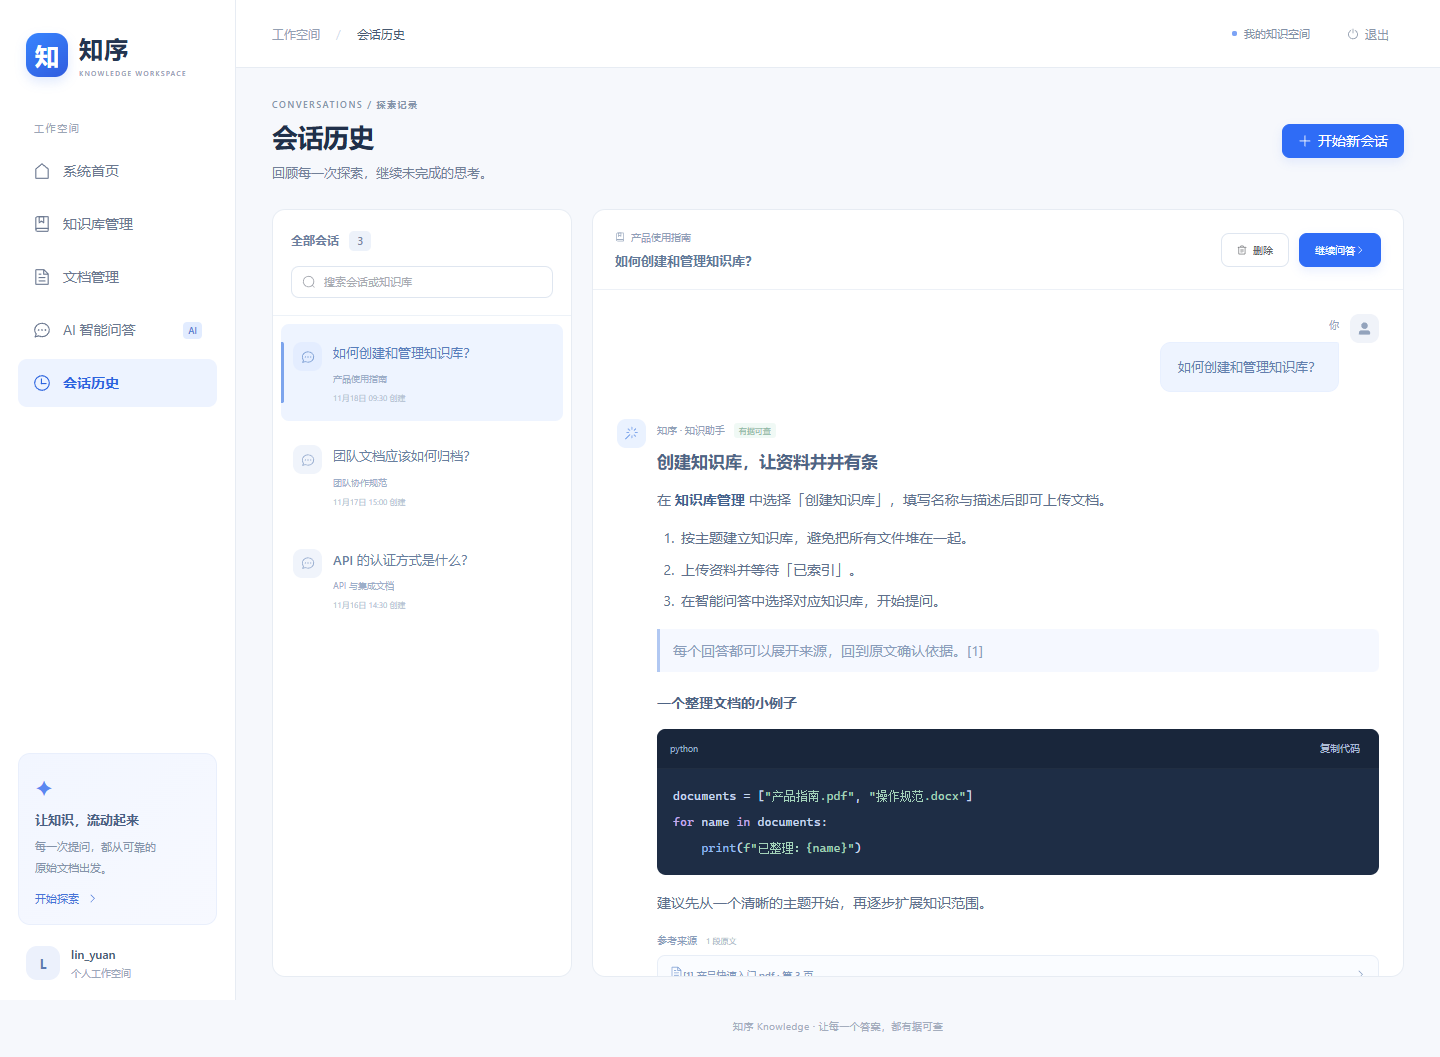 知 知序
KNOWLEDGE WORKSPACE
工作空间
系统首页
知识库管理
文档管理
AI 智能问答 AI
会话历史
✦
让知识，流动起来
每一次提问，都从可靠的
原始文档出发。
开始探索
L lin_yuan
个人工作空间
工作空间 / 会话历史
我的知识空间 退出
CONVERSATIONS / 探索记录
会话历史
回顾每一次探索，继续未完成的思考。
开始新会话
全部会话 3
搜索会话或知识库
如何创建和管理知识库？
产品使用指南
11月18日 09:30 创建
团队文档应该如何归档？
团队协作规范
11月17日 15:00 创建
API 的认证方式是什么？
API 与集成文档
11月16日 14:30 创建
产品使用指南
如何创建和管理知识库？
删除 继续问答
你
如何创建和管理知识库？
知序 · 知识助手 有据可查
创建知识库，让资料井井有条
在 知识库管理 中选择「创建知识库」，填写名称与描述后即可上传文档。
1. 按主题建立知识库，避免把所有文件堆在一起。
2. 上传资料并等待「已索引」。
3. 在智能问答中选择对应知识库，开始提问。
每个回答都可以展开来源，回到原文确认依据。[1]
一个整理文档的小例子
python 复制代码
documents = ["产品指南.pdf", "操作规范.docx"]
for name in documents:
    print(f"已整理：{name}")
建议先从一个清晰的主题开始，再逐步扩展知识范围。
参考来源 1 段原文
[1] 产品快速入门.pdf · 第 3 页
知序 Knowledge · 让每一个答案，都有据可查